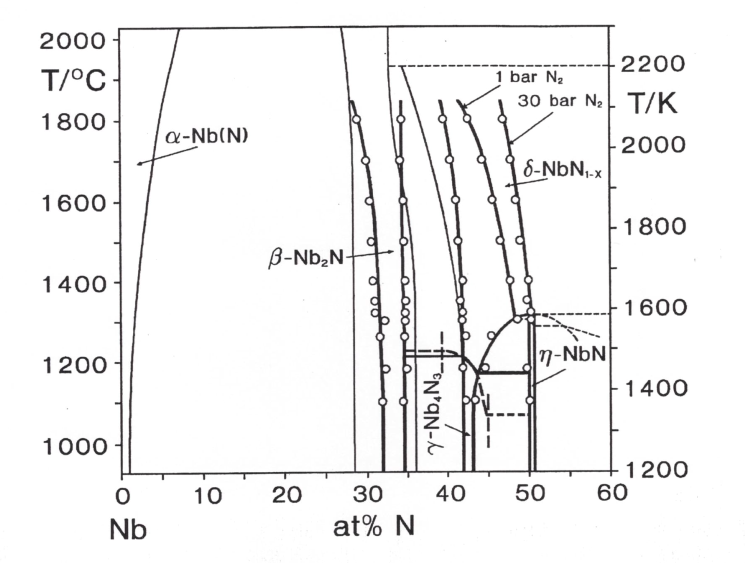 2000
T/°C
1800
1600
1400
1200
1000
2200
T/K
2000
1800
1600
1400
1200
1 bar N₂
30 bar N₂
α-Nb(N)
δ-NbN₁₋ₓ
β-Nb₂N
η-NbN
γ-Nb₄N₃
0 10 20 30 40 50 60
Nb at% N